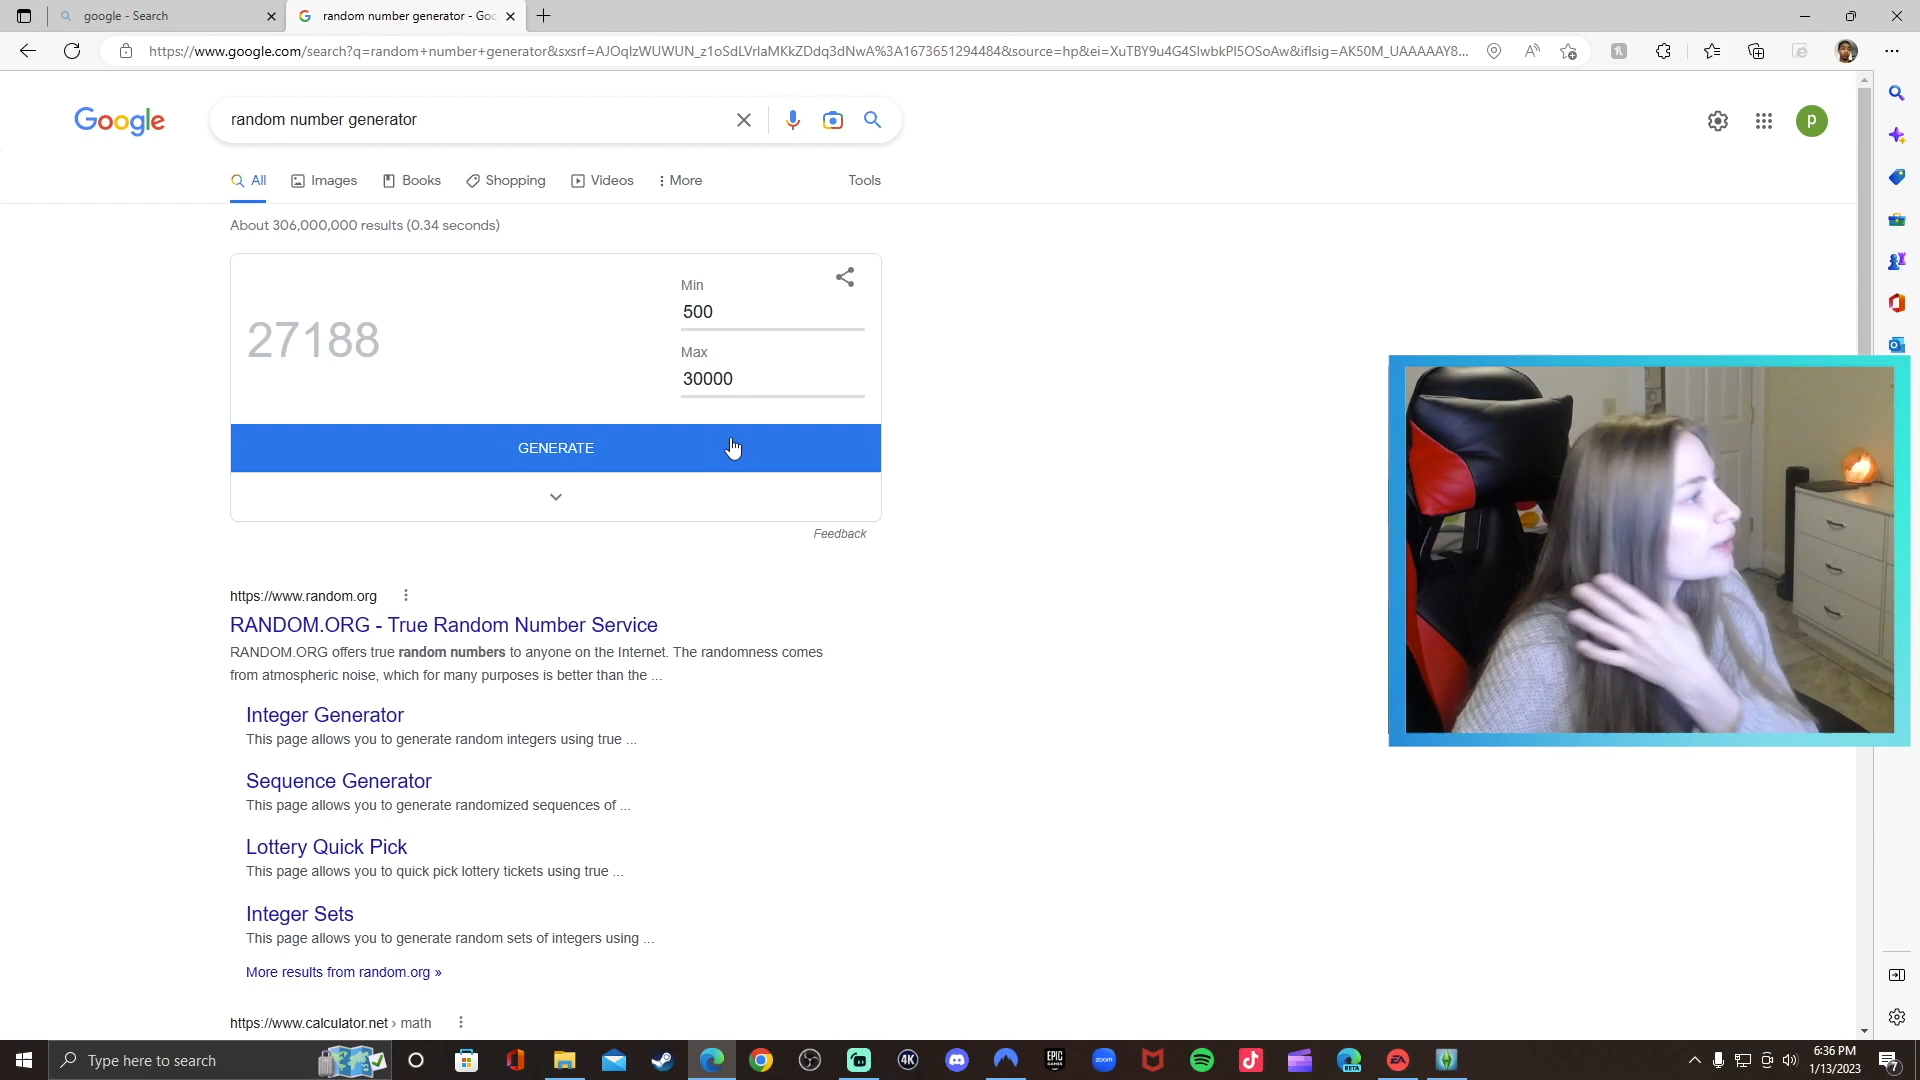 google - Search
random number generator - Goo
https://www.google.com/search?q=random+number+generator&sxsrf=AJOqlzWUWUN_z1oSdLVrlaMKkZDdq3dNwA%3A1673651294484&source=hp&ei=XuTBY9u4G4SIwbkPI5OSoAw&iflsig=AK50M_UAAAAAY8...
Google
random number generator
P
All
Images
Books
Shopping
Videos
More
Tools
About 306,000,000 results (0.34 seconds)
27188
Min
500
Max
30000
GENERATE
Feedback
https://www.random.org
RANDOM.ORG - True Random Number Service
RANDOM.ORG offers true random numbers to anyone on the Internet. The randomness comes
from atmospheric noise, which for many purposes is better than the ...
Integer Generator
This page allows you to generate random integers using true ...
Sequence Generator
This page allows you to generate randomized sequences of ...
Lottery Quick Pick
This page allows you to quick pick lottery tickets using true ...
Integer Sets
This page allows you to generate random sets of integers using ...
More results from random.org »
https://www.calculator.net › math
Type here to search
4K
EPIC GAMES
zoom
BETA
EA
6:36 PM
1/13/2023
7